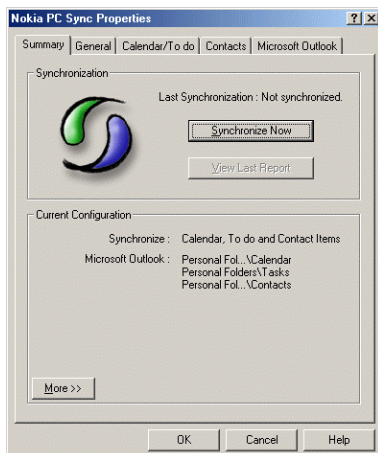 Nokia PC Sync Properties
Summary General Calendar/To do Contacts Microsoft Outlook
Synchronization
Last Synchronization : Not synchronized.
Synchronize Now
View Last Report
Current Configuration
Synchronize : Calendar, To do and Contact Items
Microsoft Outlook : Personal Fol...\Calendar
Personal Folders\Tasks
Personal Fol...\Contacts
More >>
OK Cancel Help